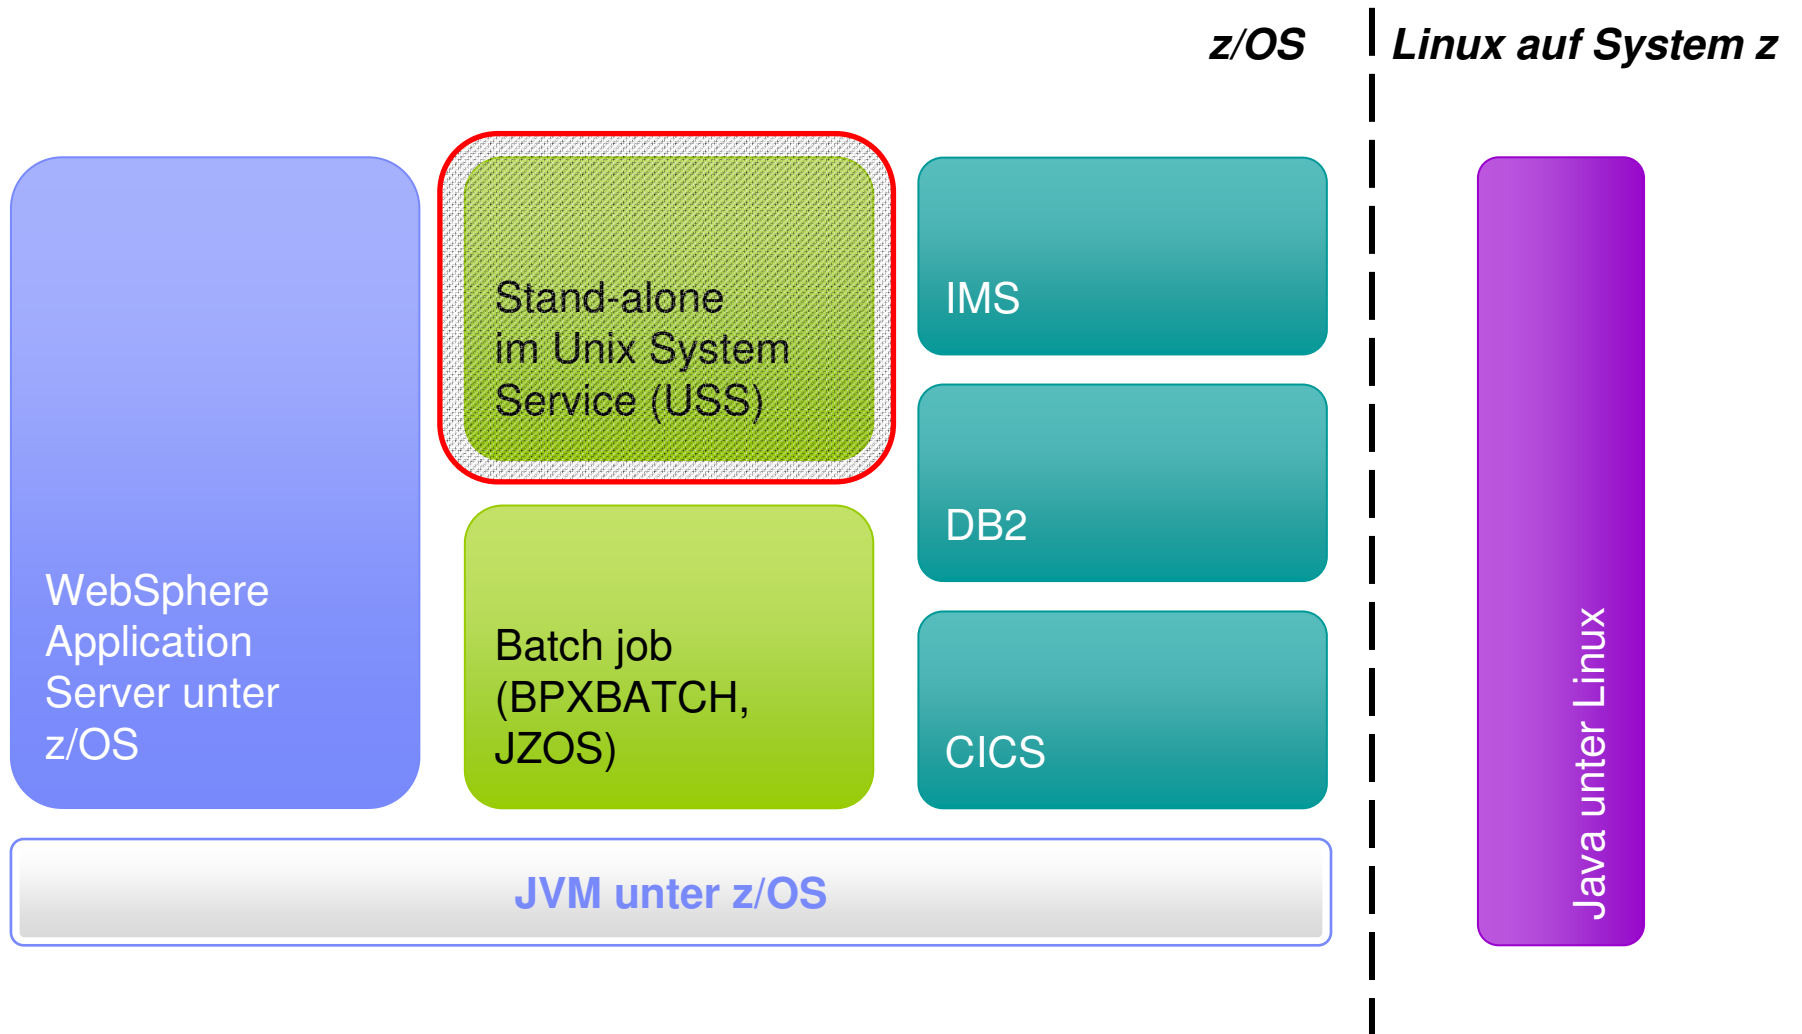 z/OS
Linux auf System z
WebSphere
Application
Server unter
z/OS
Stand-alone
im Unix System
Service (USS)
Batch job
(BPXBATCH,
JZOS)
IMS
DB2
CICS
Java unter Linux
JVM unter z/OS